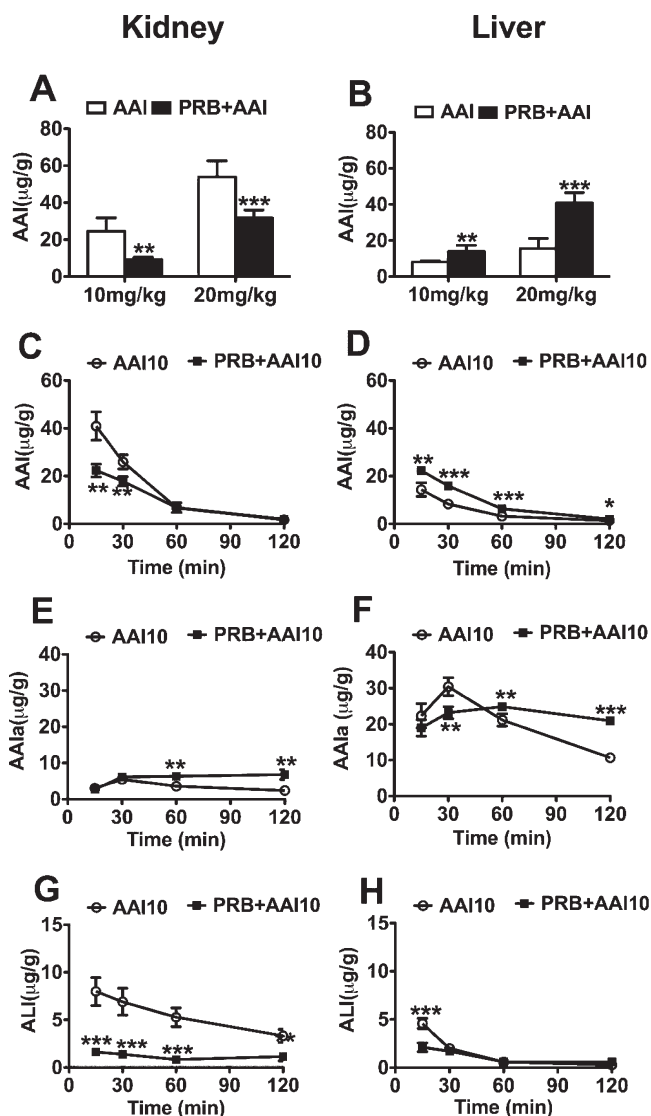 Kidney Liver
A
AAI PRB+AAI
AAI(µg/g)
80
60
40
20
0
** ***
10mg/kg 20mg/kg
B
AAI PRB+AAI
AAI(µg/g)
80
60
40
20
0
** ***
10mg/kg 20mg/kg
C
AAI10 PRB+AAI10
AAI(µg/g)
60
40
20
0
** **
0 30 60 90 120
Time (min)
D
AAI10 PRB+AAI10
AAI(µg/g)
60
40
20
0
** *** *** *
0 30 60 90 120
Time (min)
E
AAI10 PRB+AAI10
AAIa(µg/g)
40
30
20
10
0
** **
0 30 60 90 120
Time (min)
F
AAI10 PRB+AAI10
AAIa (µg/g)
40
30
20
10
0
** ** ***
0 30 60 90 120
Time (min)
G
AAI10 PRB+AAI10
ALI(µg/g)
15
10
5
0
*** *** *** *
0 30 60 90 120
Time (min)
H
AAI10 PRB+AAI10
ALI(µg/g)
15
10
5
0
***
0 30 60 90 120
Time (min)